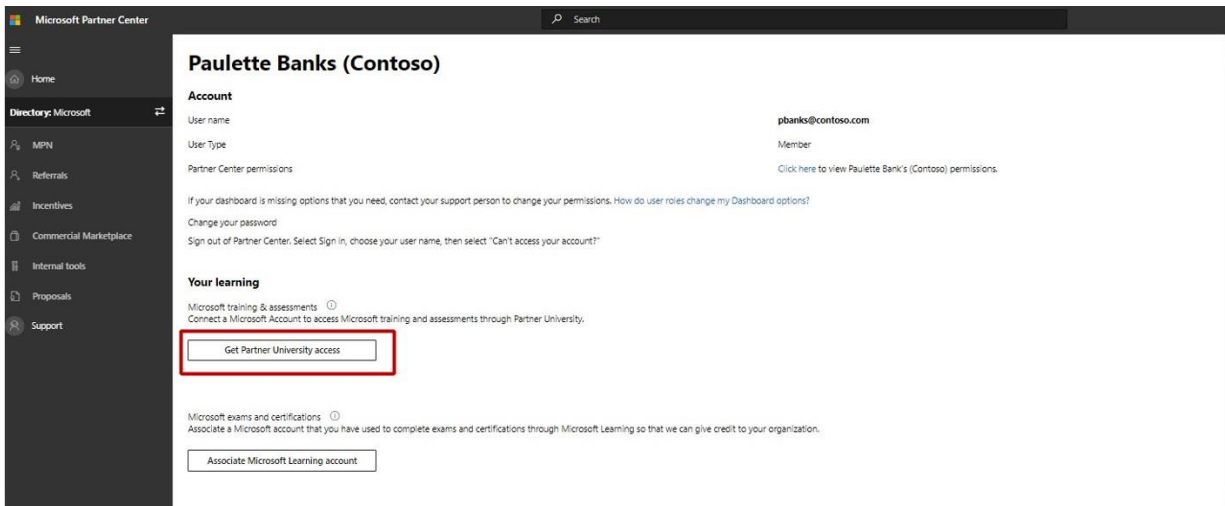 Microsoft Partner Center
Search
Home
Directory: Microsoft
MPN
Referrals
Incentives
Commercial Marketplace
Internal tools
Proposals
Support
Paulette Banks (Contoso)
Account
User name pbanks@contoso.com
User Type Member
Partner Center permissions Click here to view Paulette Bank's (Contoso) permissions.
If your dashboard is missing options that you need, contact your support person to change your permissions. How do user roles change my Dashboard options?
Change your password
Sign out of Partner Center. Select Sign in, choose your user name, then select "Can't access your account?"
Your learning
Microsoft training & assessments
Connect a Microsoft Account to access Microsoft training and assessments through Partner University.
Get Partner University access
Microsoft exams and certifications
Associate a Microsoft account that you have used to complete exams and certifications through Microsoft Learning so that we can give credit to your organization.
Associate Microsoft Learning account